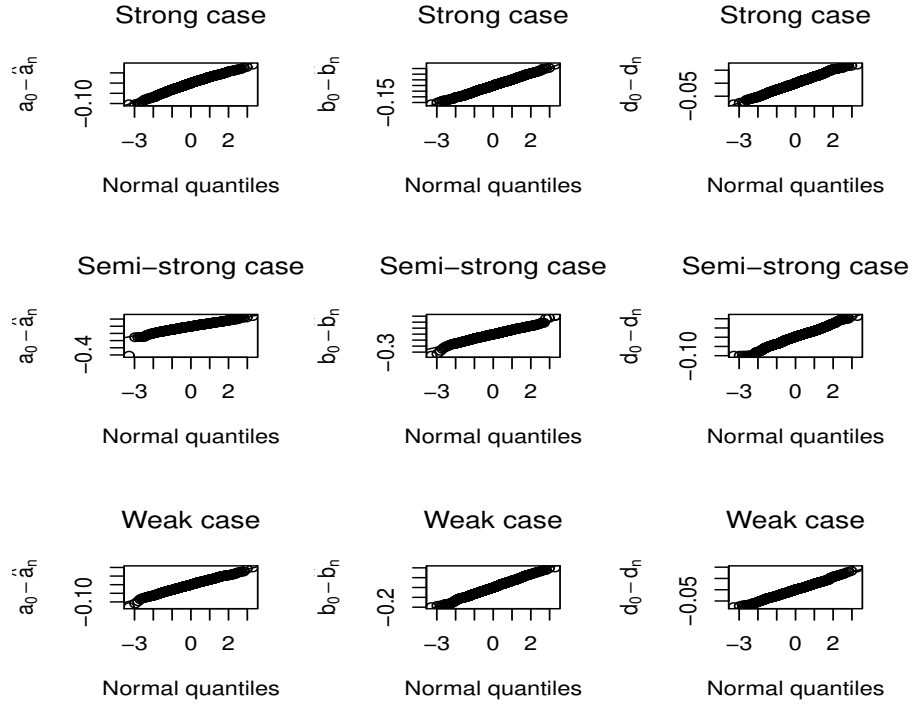 Strong case Strong case Strong case
a0 − ân b0 − b̂n d0 − dn
−0.10 −0.15 −0.05
−3 0 2 −3 0 2 −3 0 2
Normal quantiles Normal quantiles Normal quantiles
Semi−strong case Semi−strong case Semi−strong case
a0 − ân b0 − b̂n d0 − dn
−0.4 −0.3 −0.10
−3 0 2 −3 0 2 −3 0 2
Normal quantiles Normal quantiles Normal quantiles
Weak case Weak case Weak case
a0 − ân b0 − b̂n d0 − dn
−0.10 −0.2 −0.05
−3 0 2 −3 0 2 −3 0 2
Normal quantiles Normal quantiles Normal quantiles